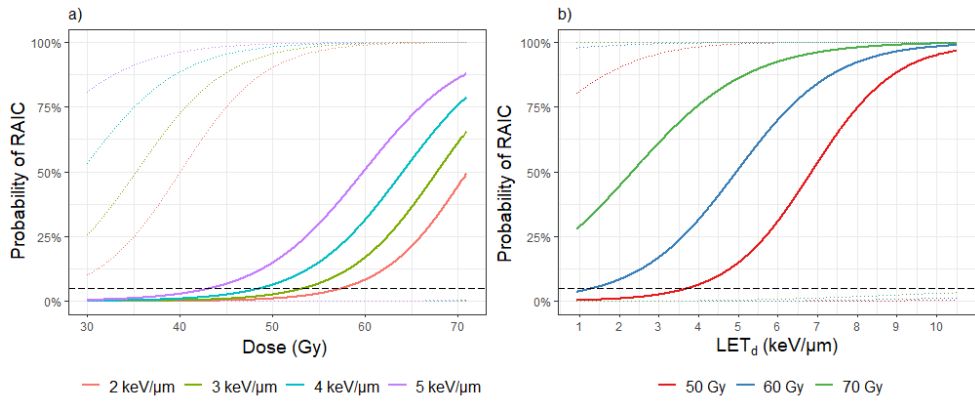 a)
Probability of RAIC
100%
75%
50%
25%
0%
30 40 50 60 70
Dose (Gy)
2 keV/µm 3 keV/µm 4 keV/µm 5 keV/µm
b)
Probability of RAIC
100%
75%
50%
25%
0%
1 2 3 4 5 6 7 8 9 10
LETd (keV/µm)
50 Gy 60 Gy 70 Gy